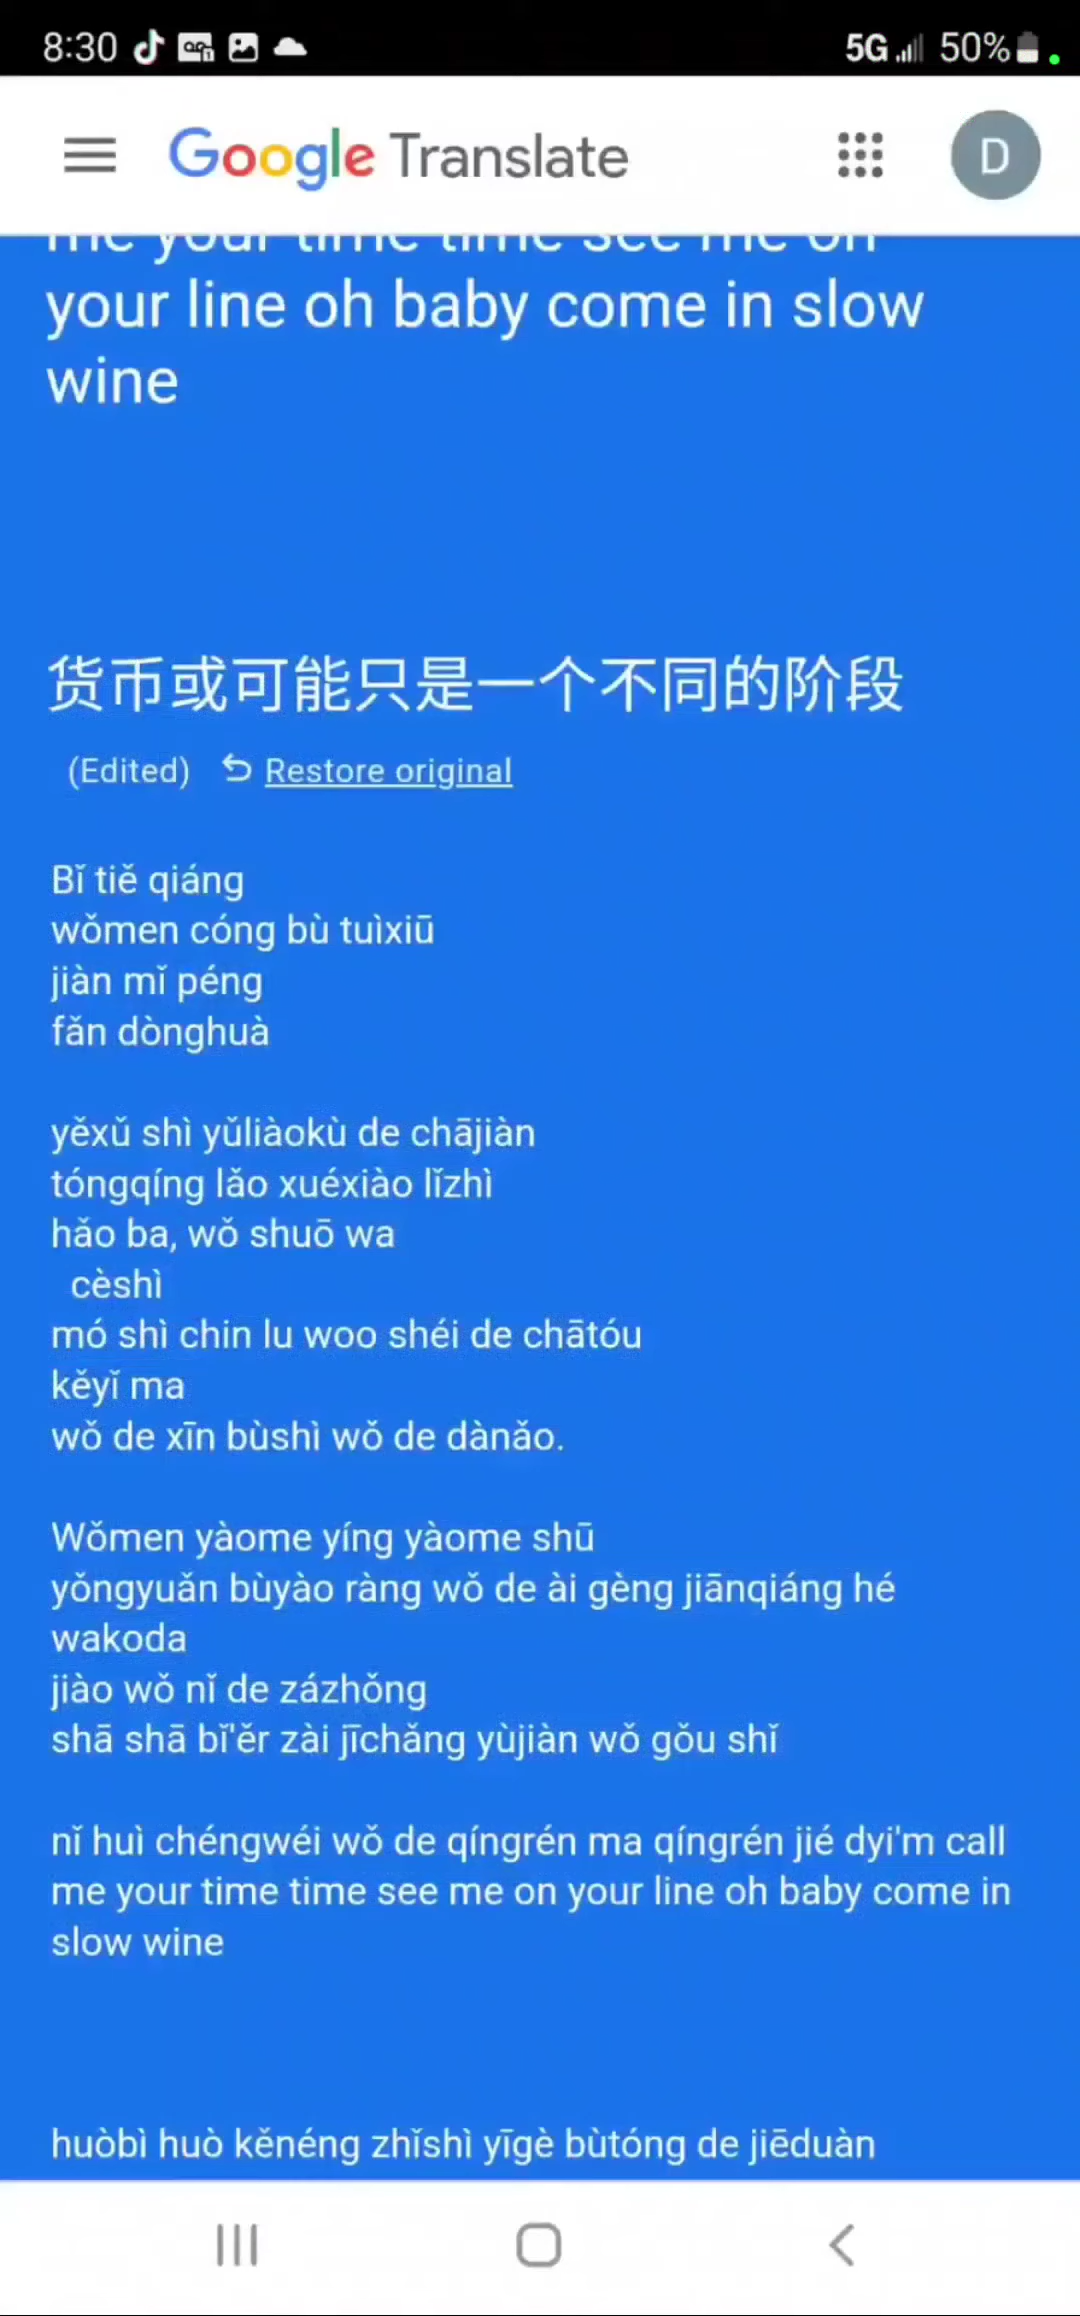 8:30
5G 50%
Google Translate
D
me your time time see me on
your line oh baby come in slow
wine
货币或可能只是一个不同的阶段
(Edited) Restore original
Bǐ tiě qiáng
wǒmen cóng bù tuìxiū
jiàn mǐ péng
fǎn dònghuà
yěxǔ shì yǔliàokù de chājiàn
tóngqíng lǎo xuéxiào lǐzhì
hǎo ba, wǒ shuō wa
cèshì
mó shì chin lu woo shéi de chātóu
kěyǐ ma
wǒ de xīn bùshì wǒ de dànǎo.
Wǒmen yàome yíng yàome shū
yǒngyuǎn bùyào ràng wǒ de ài gèng jiānqiáng hé
wakoda
jiào wǒ nǐ de zázhǒng
shā shā bǐ'ěr zài jīchǎng yùjiàn wǒ gǒu shǐ
nǐ huì chéngwéi wǒ de qíngrén ma qíngrén jié dyi'm call
me your time time see me on your line oh baby come in
slow wine
huòbì huò kěnéng zhǐshì yīgè bùtóng de jiēduàn